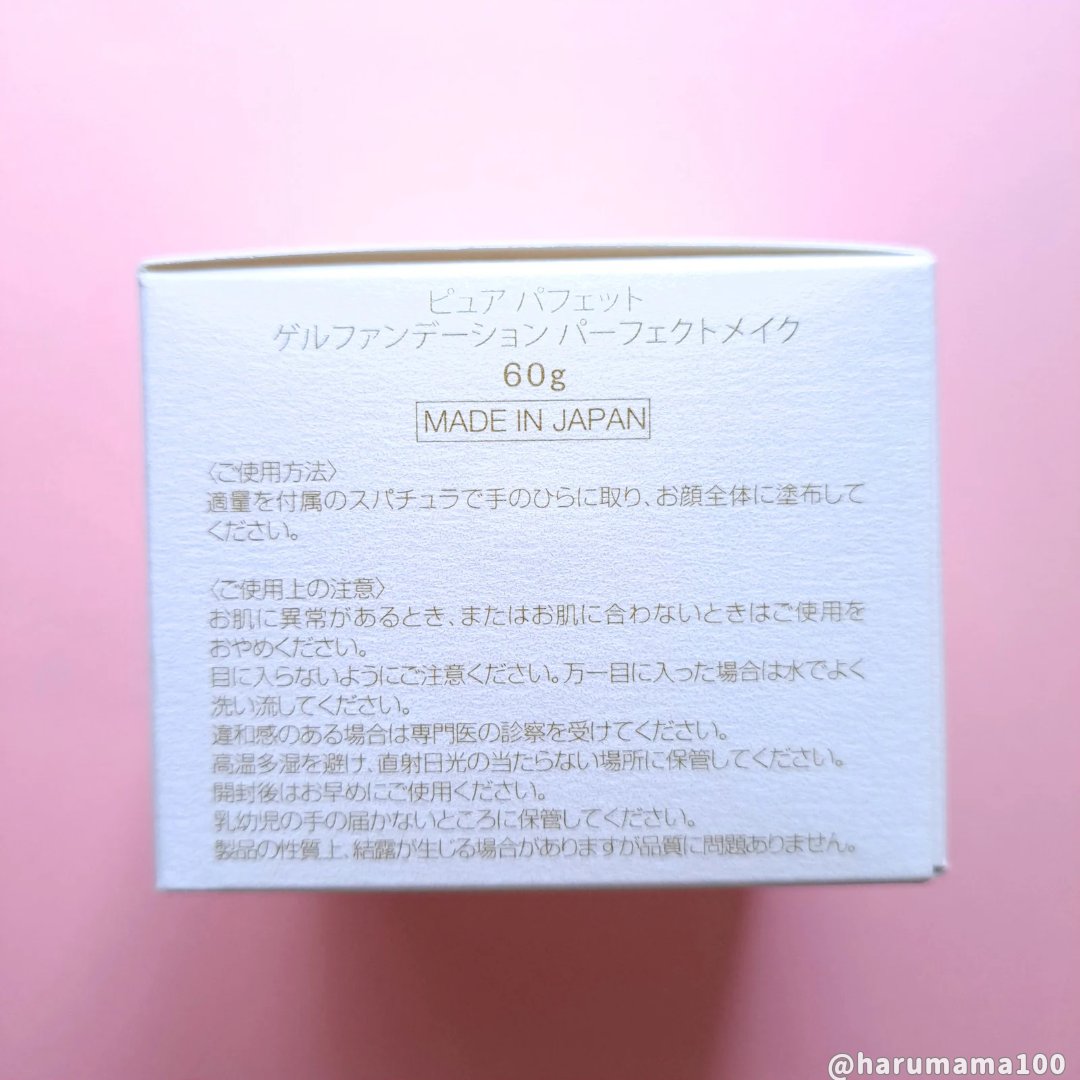 ピュア パフェット
ゲルファンデーション パーフェクトメイク
60g
MADE IN JAPAN
〈ご使用方法〉
適量を付属のスパチュラで手のひらに取り、お顔全体に塗布して
ください。
〈ご使用上の注意〉
お肌に異常があるとき、またはお肌に合わないときはご使用を
おやめください。
目に入らないようにご注意ください。万一目に入った場合は水でよく
洗い流してください。
違和感のある場合は専門医の診察を受けてください。
高温多湿を避け、直射日光の当たらない場所に保管してください。
開封後はお早めにご使用ください。
乳幼児の手の届かないところに保管してください。
製品の性質上、結露が生じる場合がありますが品質に問題ありません。
@harumama100